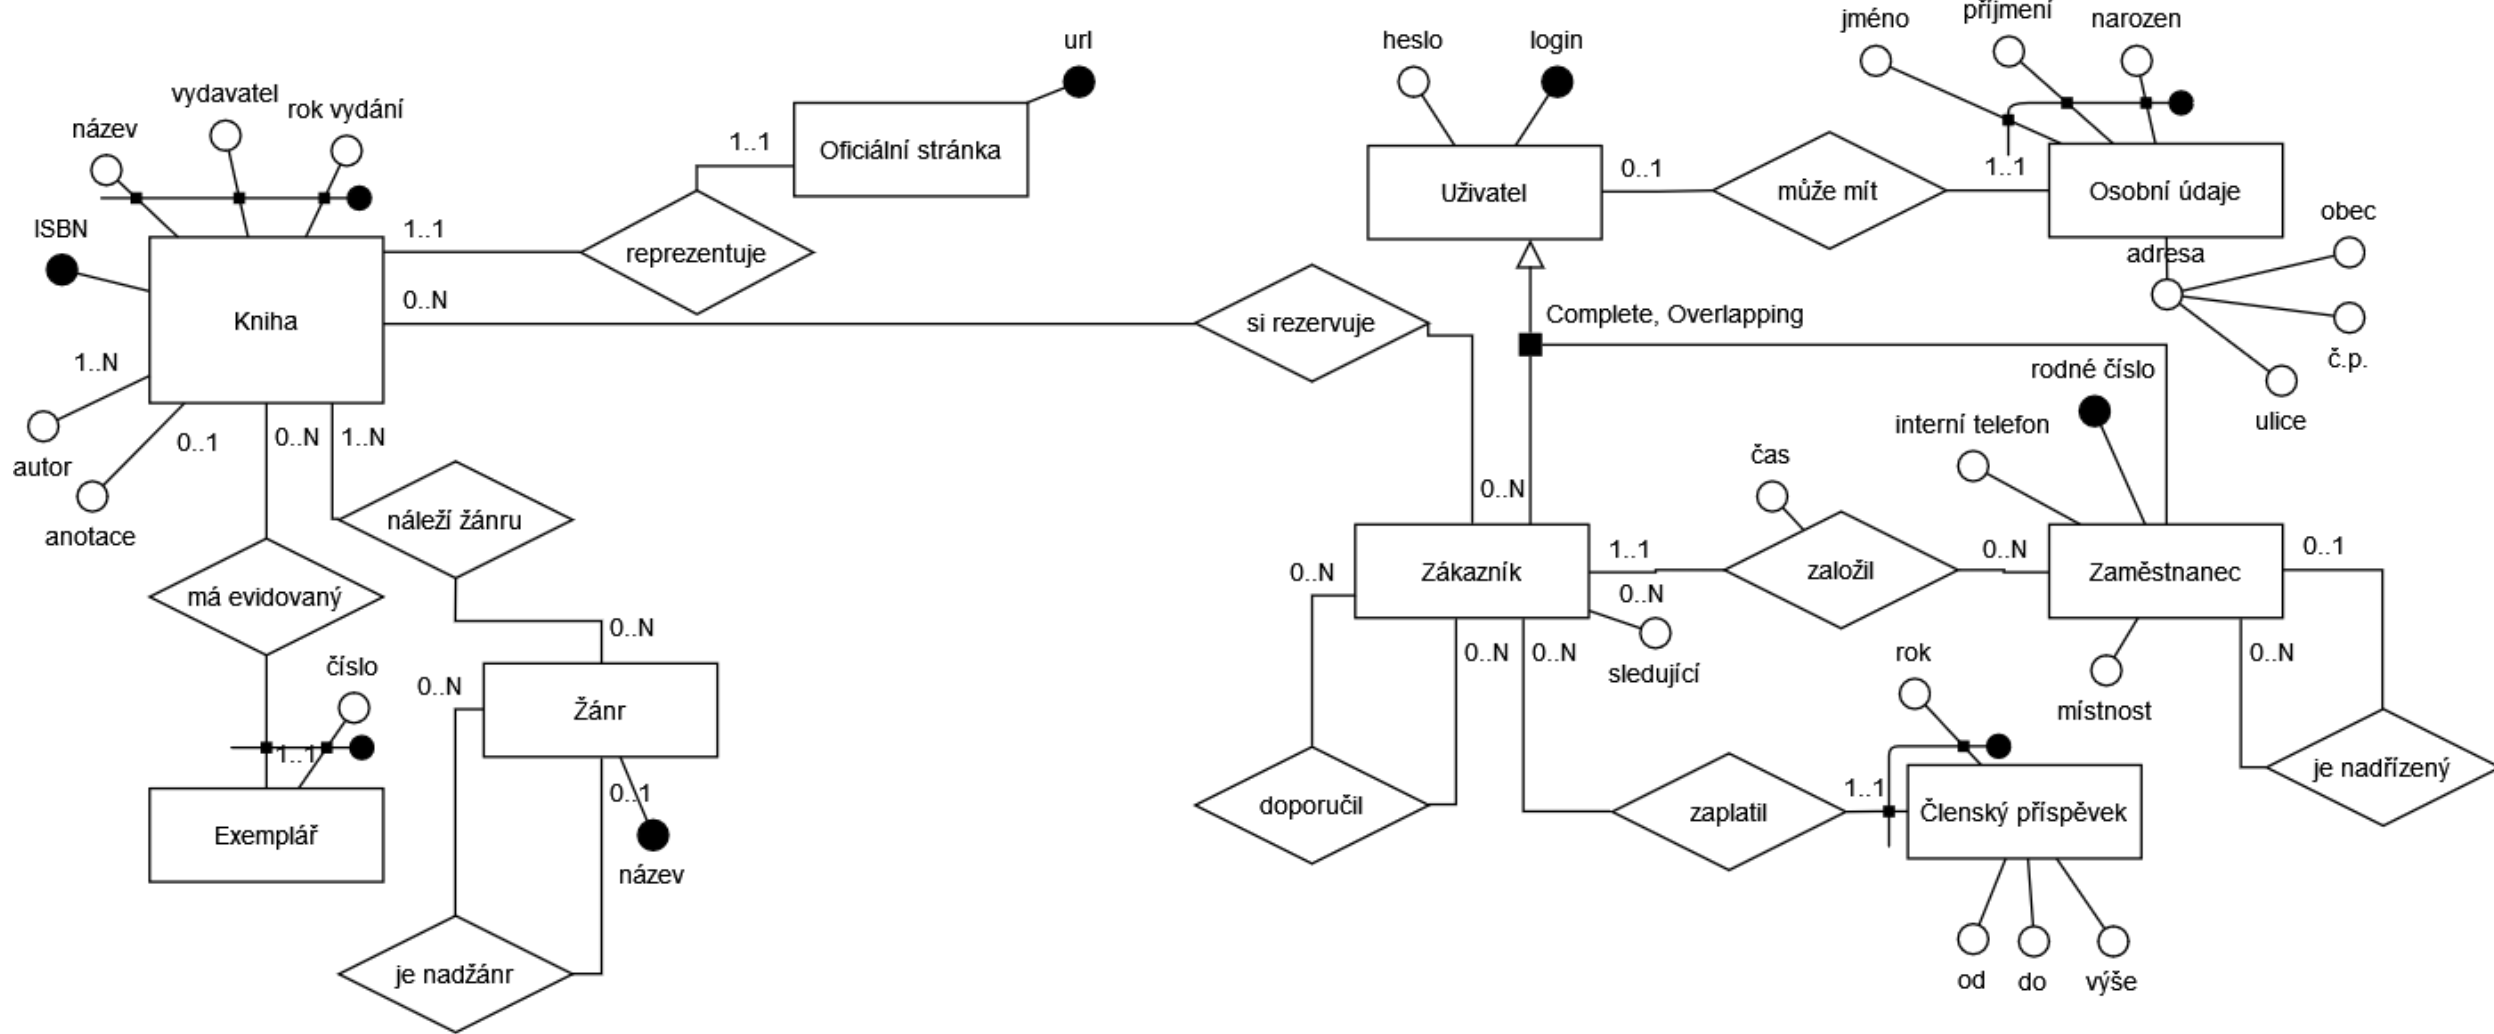 url
heslo
login
jméno
příjmení
narozen
vydavatel
rok vydání
název
1..1
Oficiální stránka
Uživatel
0..1
může mít
1..1
Osobní údaje
ISBN
1..1
reprezentuje
adresa
obec
Kniha
0..N
si rezervuje
Complete, Overlapping
č.p.
ulice
rodné číslo
interní telefon
1..N
autor
anotace
0..1
0..N
1..N
náleží žánru
0..N
čas
má evidovaný
0..N
0..N
Zákazník
1..1
založil
0..N
Zaměstnanec
0..1
0..N
sledující
číslo
0..N
Žánr
0..N
0..N
rok
místnost
0..N
je nadřízený
1..1
Exemplář
0..1
název
doporučil
zaplatil
1..1
Členský příspěvek
je nadžánr
od
do
výše